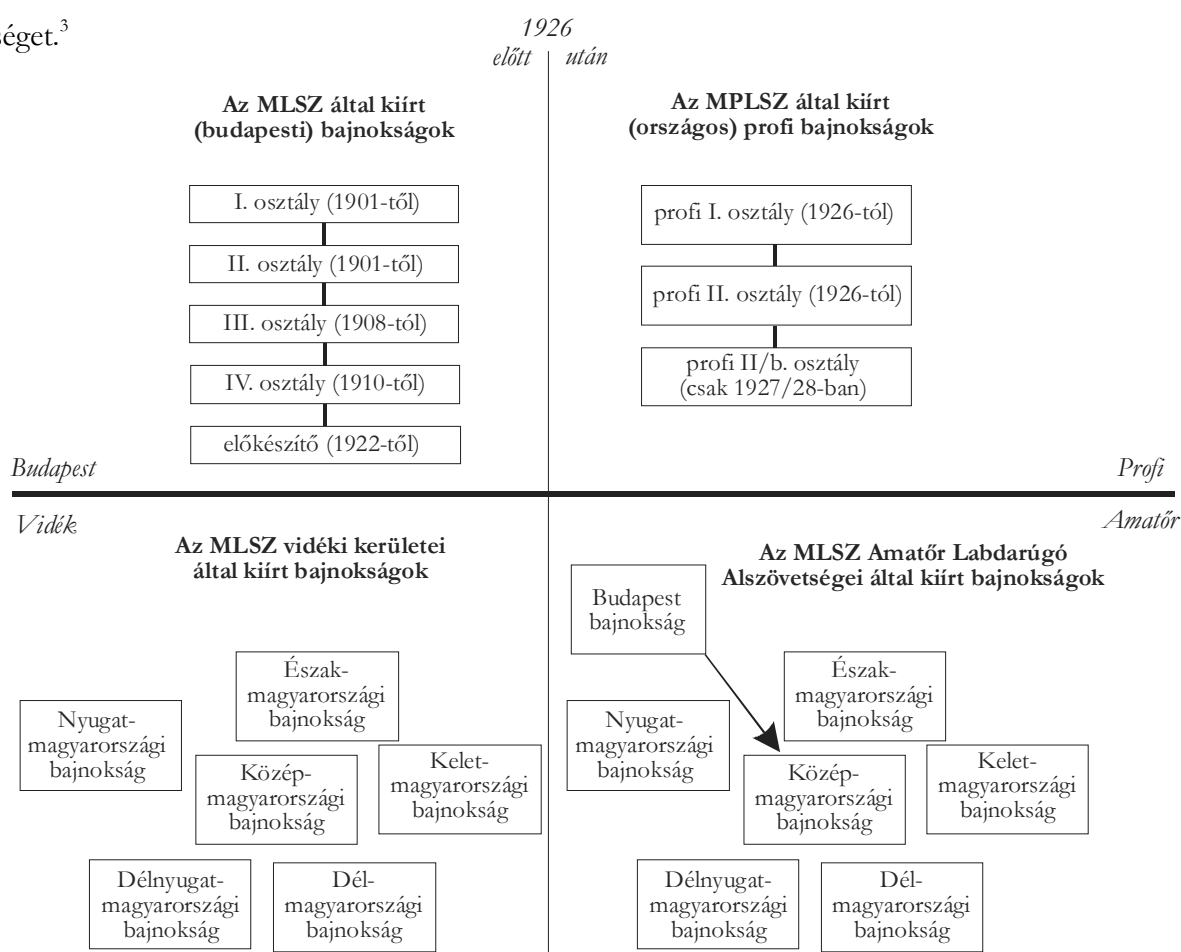 séget.³
1926
előtt után
Az MLSZ által kiírt
(budapesti) bajnokságok
I. osztály (1901-től)
II. osztály (1901-től)
III. osztály (1908-tól)
IV. osztály (1910-től)
előkészítő (1922-től)
Az MPLSZ által kiírt
(országos) profi bajnokságok
profi I. osztály (1926-tól)
profi II. osztály (1926-tól)
profi II/b. osztály
(csak 1927/28-ban)
Budapest
Profi
Vidék
Amatőr
Az MLSZ vidéki kerületei
által kiírt bajnokságok
Észak-
magyarországi
bajnokság
Nyugat-
magyarországi
bajnokság
Közép-
magyarországi
bajnokság
Kelet-
magyarországi
bajnokság
Délnyugat-
magyarországi
bajnokság
Dél-
magyarországi
bajnokság
Az MLSZ Amatőr Labdarúgó
Alszövetségei által kiírt bajnokságok
Budapest
bajnokság
Észak-
magyarországi
bajnokság
Nyugat-
magyarországi
bajnokság
Közép-
magyarországi
bajnokság
Kelet-
magyarországi
bajnokság
Délnyugat-
magyarországi
bajnokság
Dél-
magyarországi
bajnokság